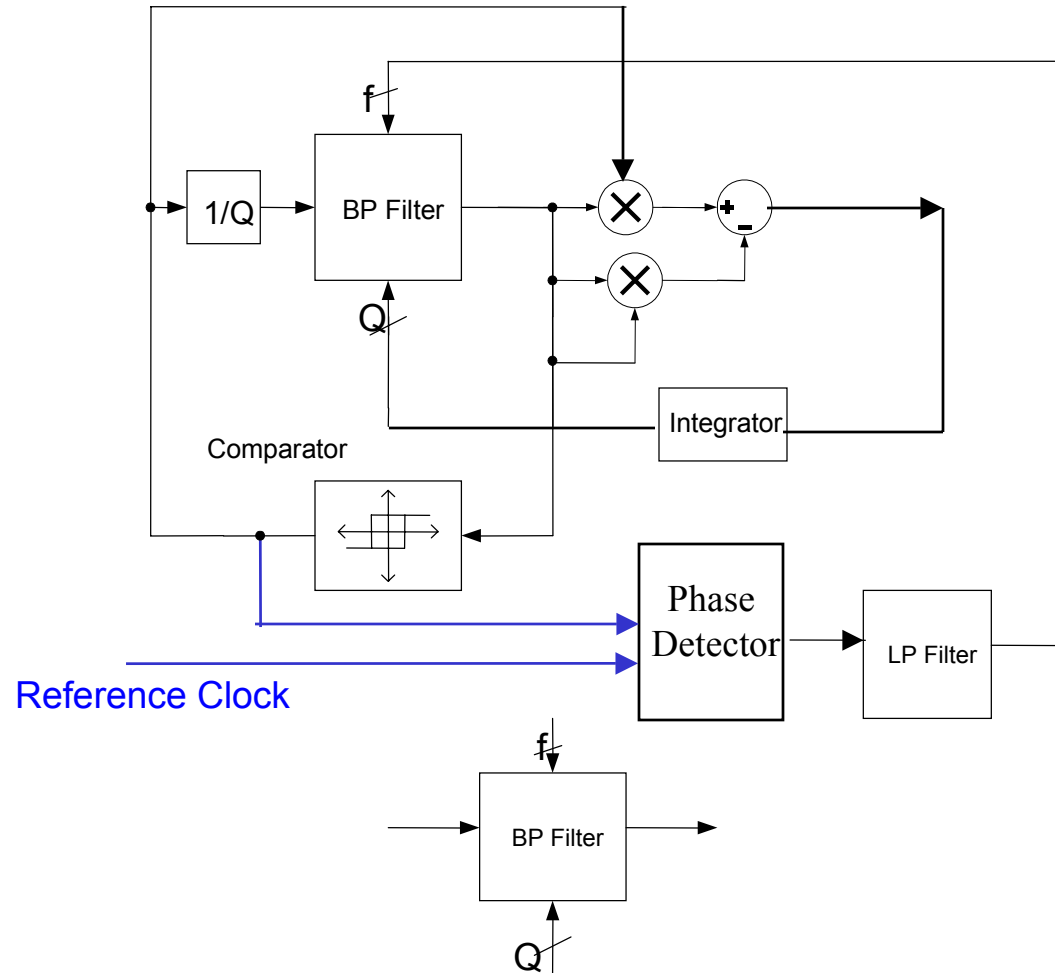 f
1/Q
BP Filter
+
-
Q
Integrator
Comparator
Phase
Detector
LP Filter
Reference Clock
f
BP Filter
Q